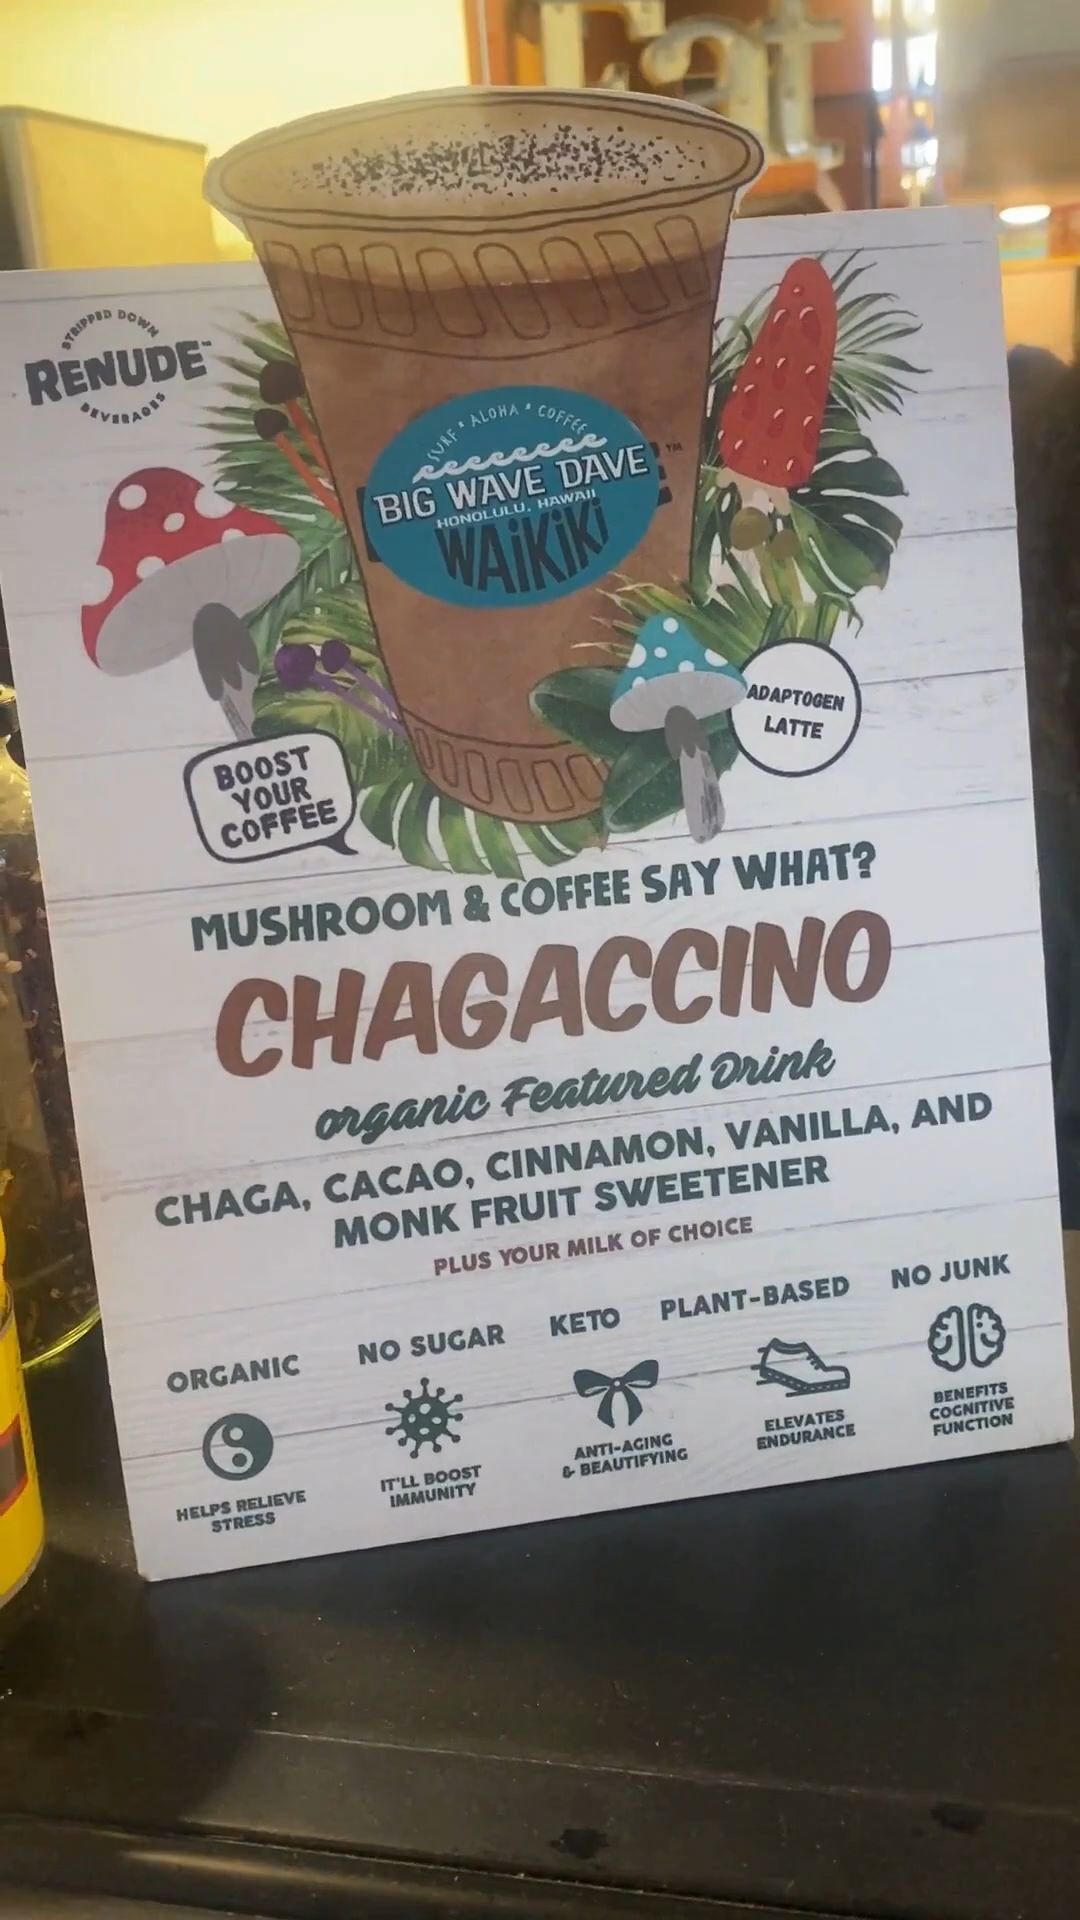 Fat
STRIPPED DOWN
RENUDE™
BEVERAGES
SURF * ALOHA * COFFEE
BIG WAVE DAVE
HONOLULU, HAWAII
WAiKiKi
TM
ADAPTOGEN
LATTE
BOOST
YOUR
COFFEE
MUSHROOM & COFFEE SAY WHAT?
CHAGACCINO
organic Featured Drink
CHAGA, CACAO, CINNAMON, VANILLA, AND
MONK FRUIT SWEETENER
PLUS YOUR MILK OF CHOICE
ORGANIC NO SUGAR KETO PLANT-BASED NO JUNK
HELPS RELIEVE
STRESS
IT'LL BOOST
IMMUNITY
ANTI-AGING
& BEAUTIFYING
ELEVATES
ENDURANCE
BENEFITS
COGNITIVE
FUNCTION